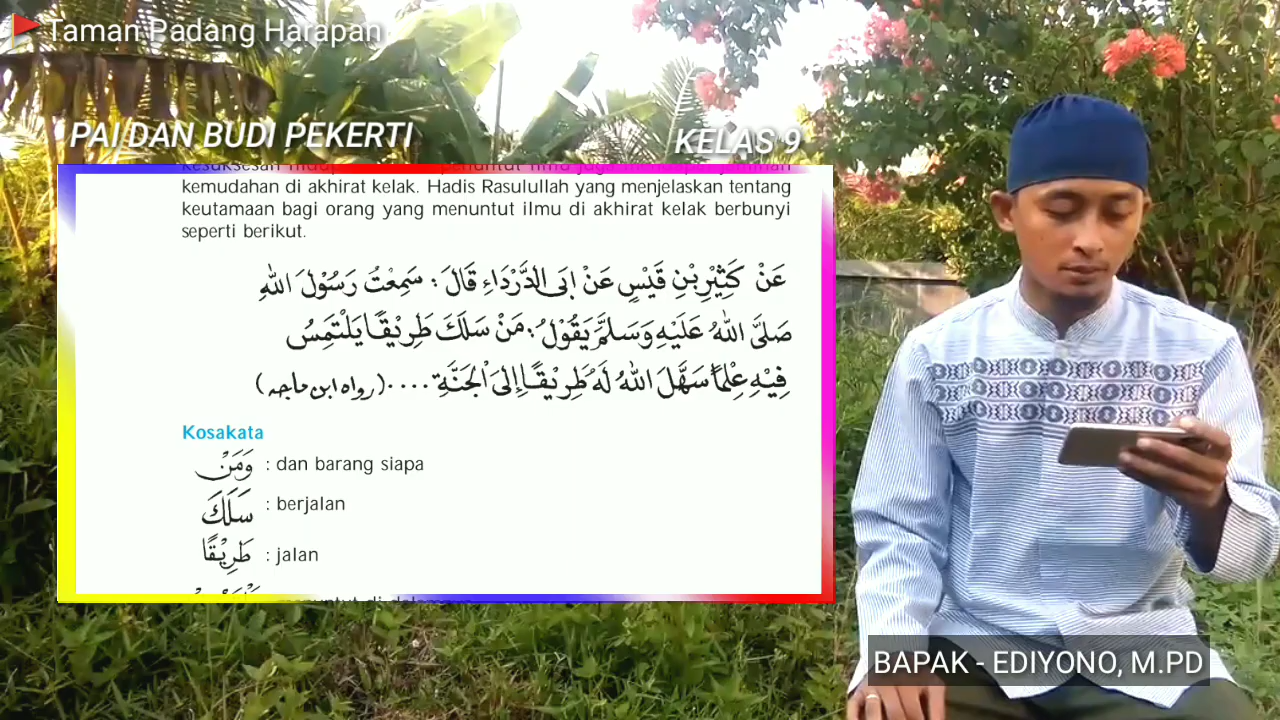 Taman Padang Harapan
PAI DAN BUDI PEKERTI
KELAS 9
kemudahan di akhirat kelak. Hadis Rasulullah yang menjelaskan tentang
keutamaan bagi orang yang menuntut ilmu di akhirat kelak berbunyi
seperti berikut.
عَنْ كَثِيْرِ بْنِ قَيْسٍ عَنْ اَبِى الدَّرْدَاءِ قَالَ : سَمِعْتُ رَسُوْلَ اللهِ
صَلَّى اللهُ عَلَيْهِ وَسَلَّمَ يَقُوْلُ : مَنْ سَلَكَ طَرِيْقًا يَلْتَمِسُ
فِيْهِ عِلْمًا سَهَّلَ اللهُ لَهُ طَرِيْقًا إِلَى الْجَنَّةِ .... (رواه ابن ماجه)
Kosakata
وَمَنْ : dan barang siapa
سَلَكَ : berjalan
طَرِيْقًا : jalan
BAPAK - EDIYONO, M.PD